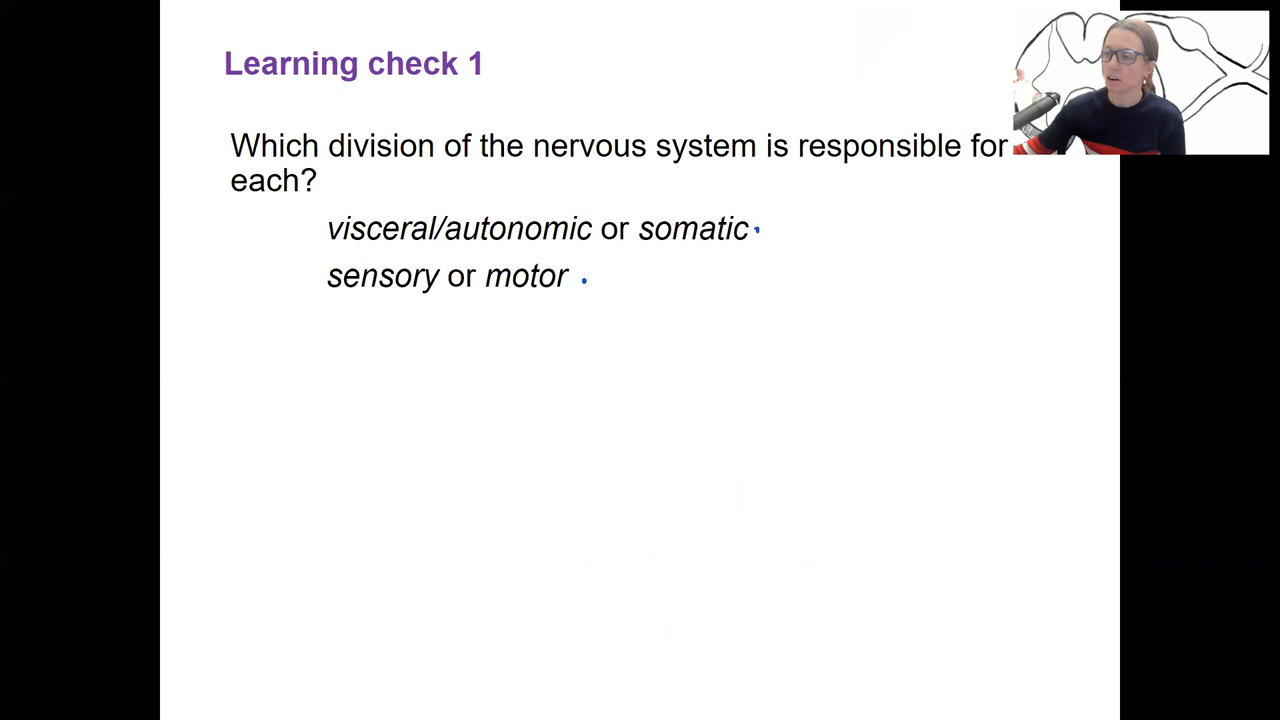 Learning check 1
Which division of the nervous system is responsible for
each?
visceral/autonomic or somatic
sensory or motor